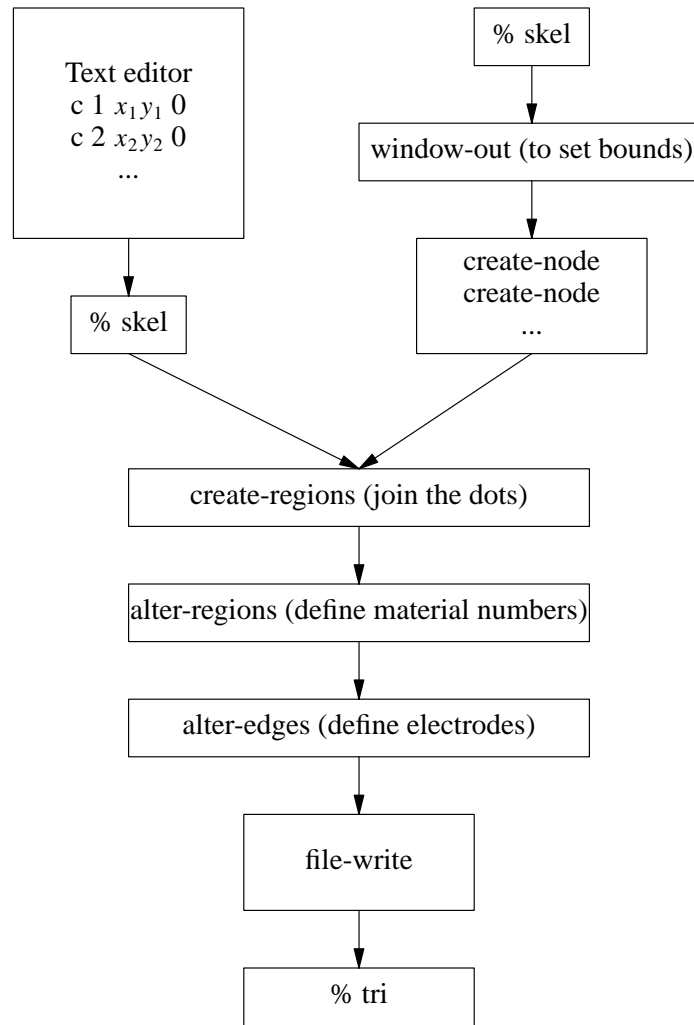 Text editor
c 1 x₁y₁ 0
c 2 x₂y₂ 0
...
% skel
% skel
window-out (to set bounds)
create-node
create-node
...
create-regions (join the dots)
alter-regions (define material numbers)
alter-edges (define electrodes)
file-write
% tri